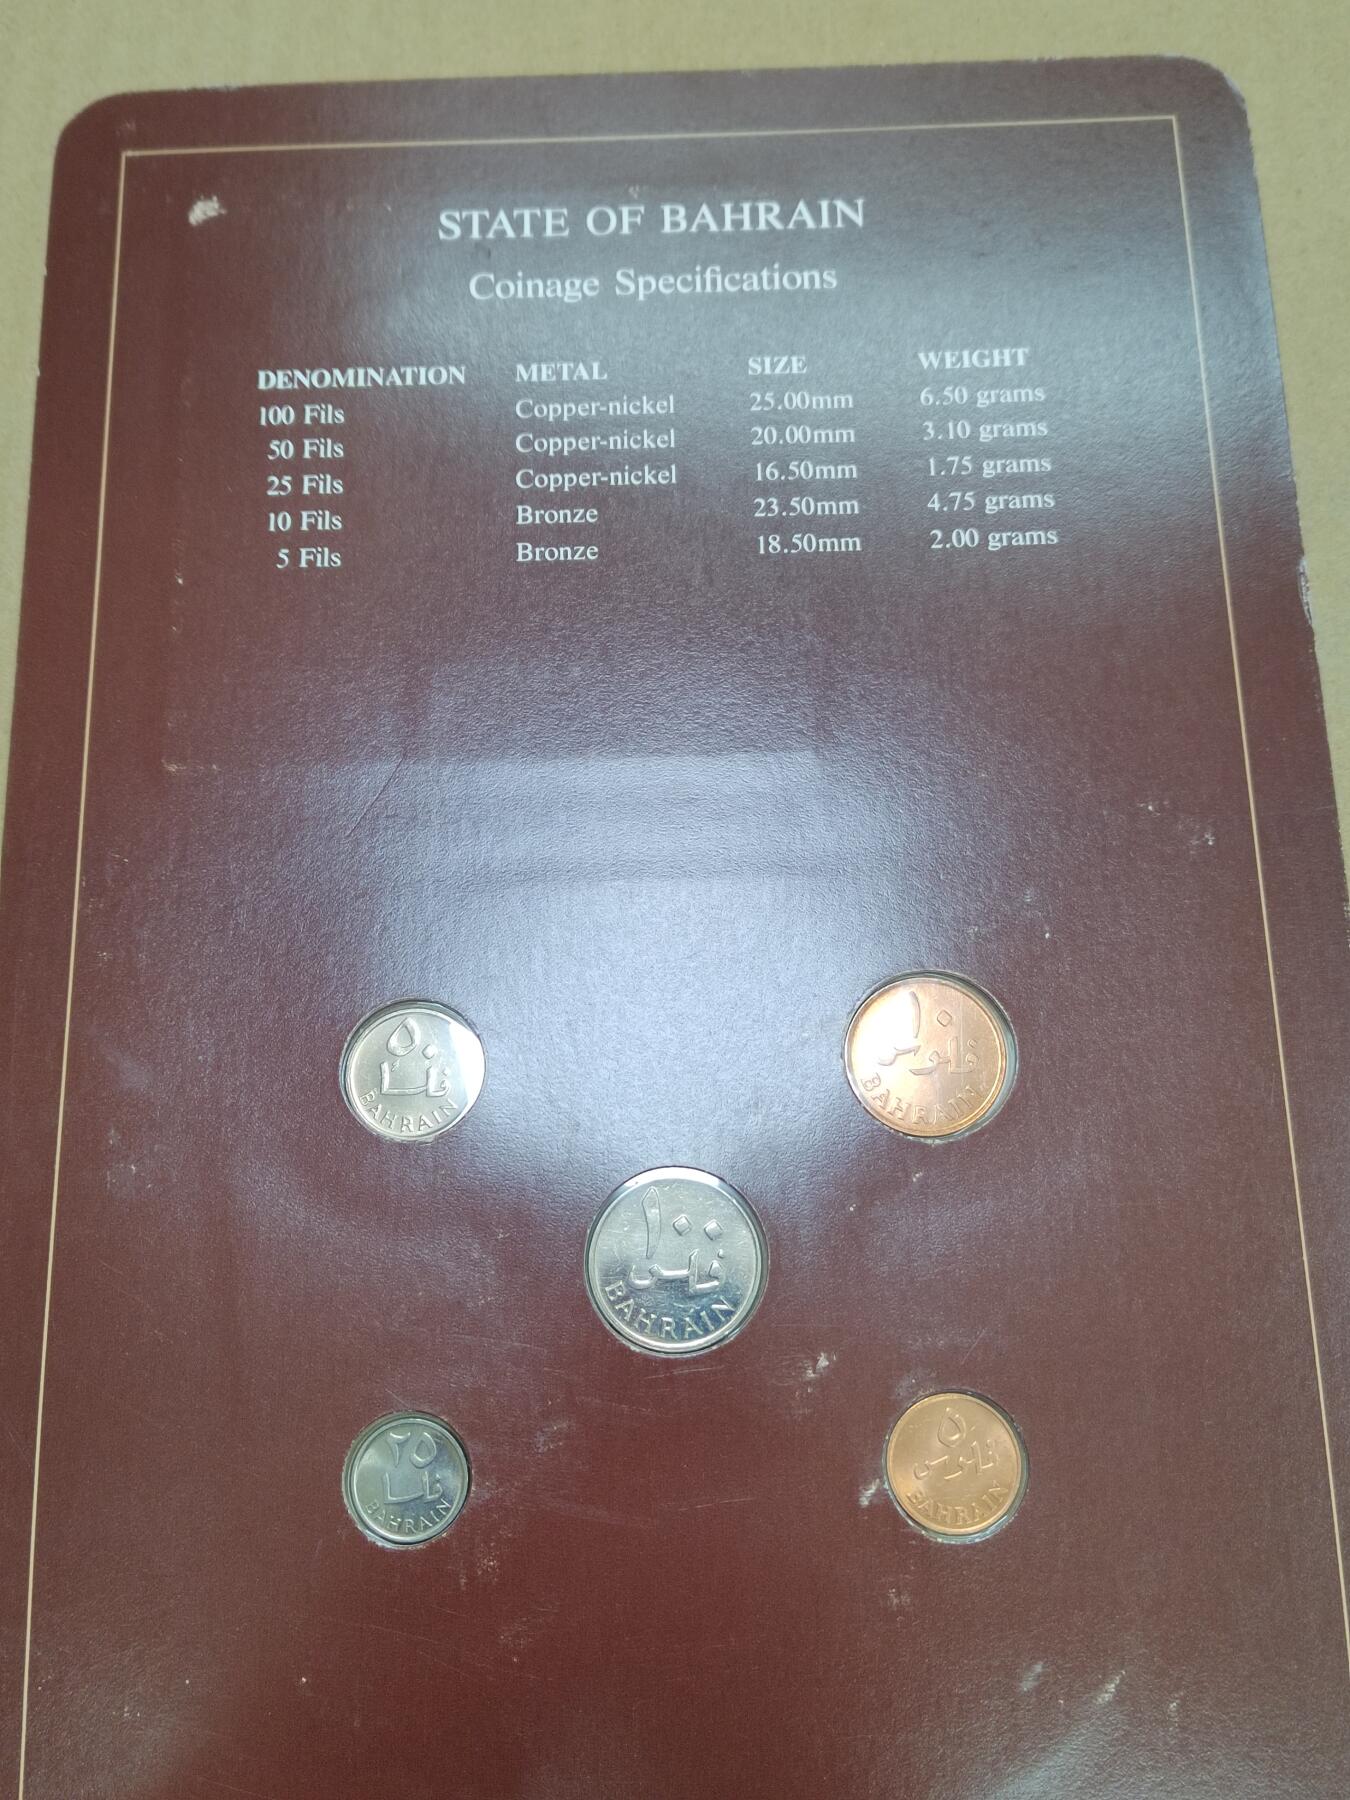 STATE OF BAHRAIN
Coinage Specifications
DENOMINATION METAL SIZE WEIGHT
100 Fils Copper-nickel 25.00mm 6.50 grams
50 Fils Copper-nickel 20.00mm 3.10 grams
25 Fils Copper-nickel 16.50mm 1.75 grams
10 Fils Bronze 23.50mm 4.75 grams
5 Fils Bronze 18.50mm 2.00 grams
٥٠
فلسا
BAHRAIN
١٠
فلوس
BAHRAIN
١٠٠
فلس
BAHRAIN
٢٥
فلسا
BAHRAIN
٥
فلوس
BAHRAIN